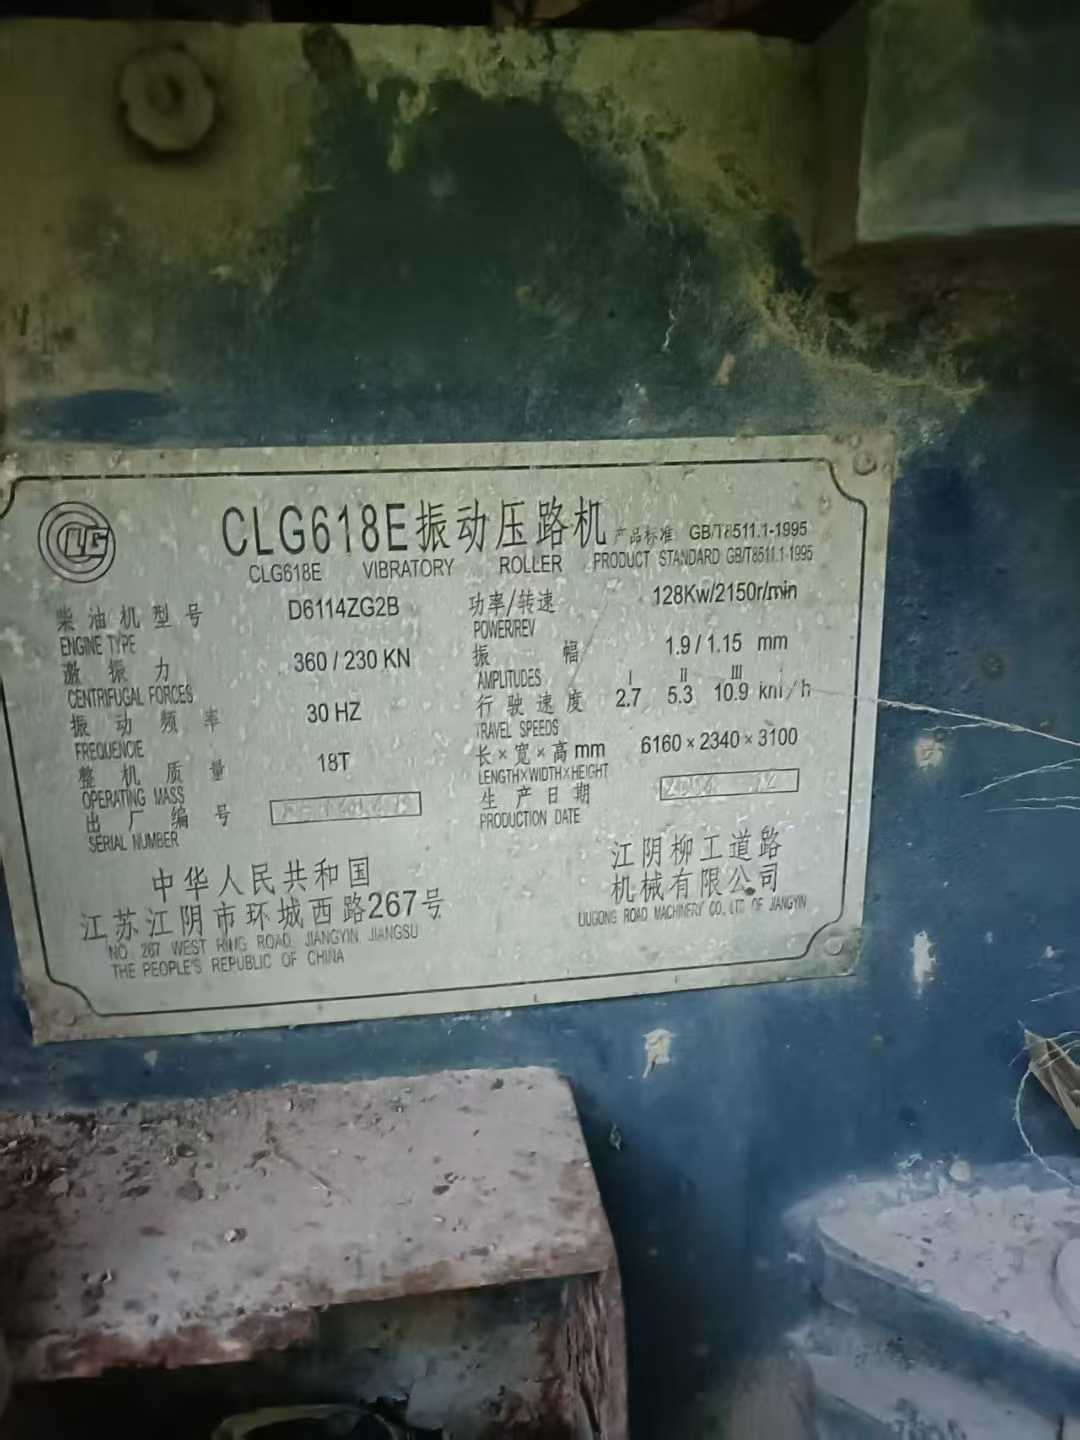 CLG
CLG618E振动压路机 产品标准 GB/T8511.1-1995
CLG618E VIBRATORY ROLLER PRODUCT STANDARD GB/T8511.1-1995
柴油机型号 D6114ZG2B 功率/转速 128Kw/2150r/min
ENGINE TYPE POWER/REV
激振力 360 / 230 KN 振幅 1.9 / 1.15 mm
CENTRIFUGAL FORCES AMPLITUDES I II III
振动频率 30 HZ 行驶速度 2.7 5.3 10.9 km/h
FREQUENCIE TRAVEL SPEEDS
整机质量 18T 长×宽×高mm 6160×2340×3100
OPERATING MASS LENGTH×WIDTH×HEIGHT
出厂编号 生产日期
SERIAL NUMBER PRODUCTION DATE
中华人民共和国 江阴柳工道路
江苏江阴市环城西路267号 机械有限公司
NO. 267 WEST RING ROAD, JIANGYIN, JIANGSU LIUGONG ROAD MACHINERY CO., LTD OF JIANGYIN
THE PEOPLE'S REPUBLIC OF CHINA